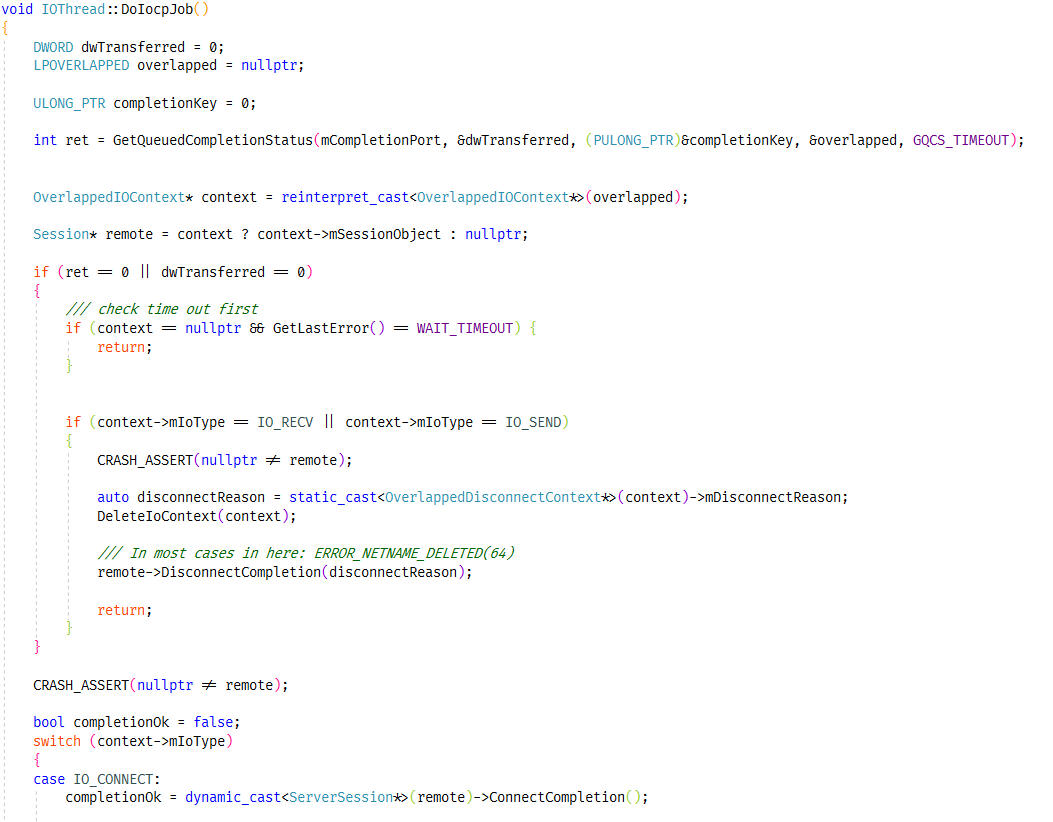 void IOThread::DoIocpJob()
{
DWORD dwTransferred = 0;
LPOVERLAPPED overlapped = nullptr;
ULONG_PTR completionKey = 0;
int ret = GetQueuedCompletionStatus(mCompletionPort, &dwTransferred, (PULONG_PTR)&completionKey, &overlapped, GQCS_TIMEOUT);
OverlappedIOContext* context = reinterpret_cast<OverlappedIOContext*>(overlapped);
Session* remote = context ? context->mSessionObject : nullptr;
if (ret == 0 || dwTransferred == 0)
{
/// check time out first
if (context == nullptr && GetLastError() == WAIT_TIMEOUT) {
return;
}
if (context->mIoType == IO_RECV || context->mIoType == IO_SEND)
{
CRASH_ASSERT(nullptr != remote);
auto disconnectReason = static_cast<OverlappedDisconnectContext*>(context)->mDisconnectReason;
DeleteIoContext(context);
/// In most cases in here: ERROR_NETNAME_DELETED(64)
remote->DisconnectCompletion(disconnectReason);
return;
}
}
CRASH_ASSERT(nullptr != remote);
bool completionOk = false;
switch (context->mIoType)
{
case IO_CONNECT:
completionOk = dynamic_cast<ServerSession*>(remote)->ConnectCompletion();